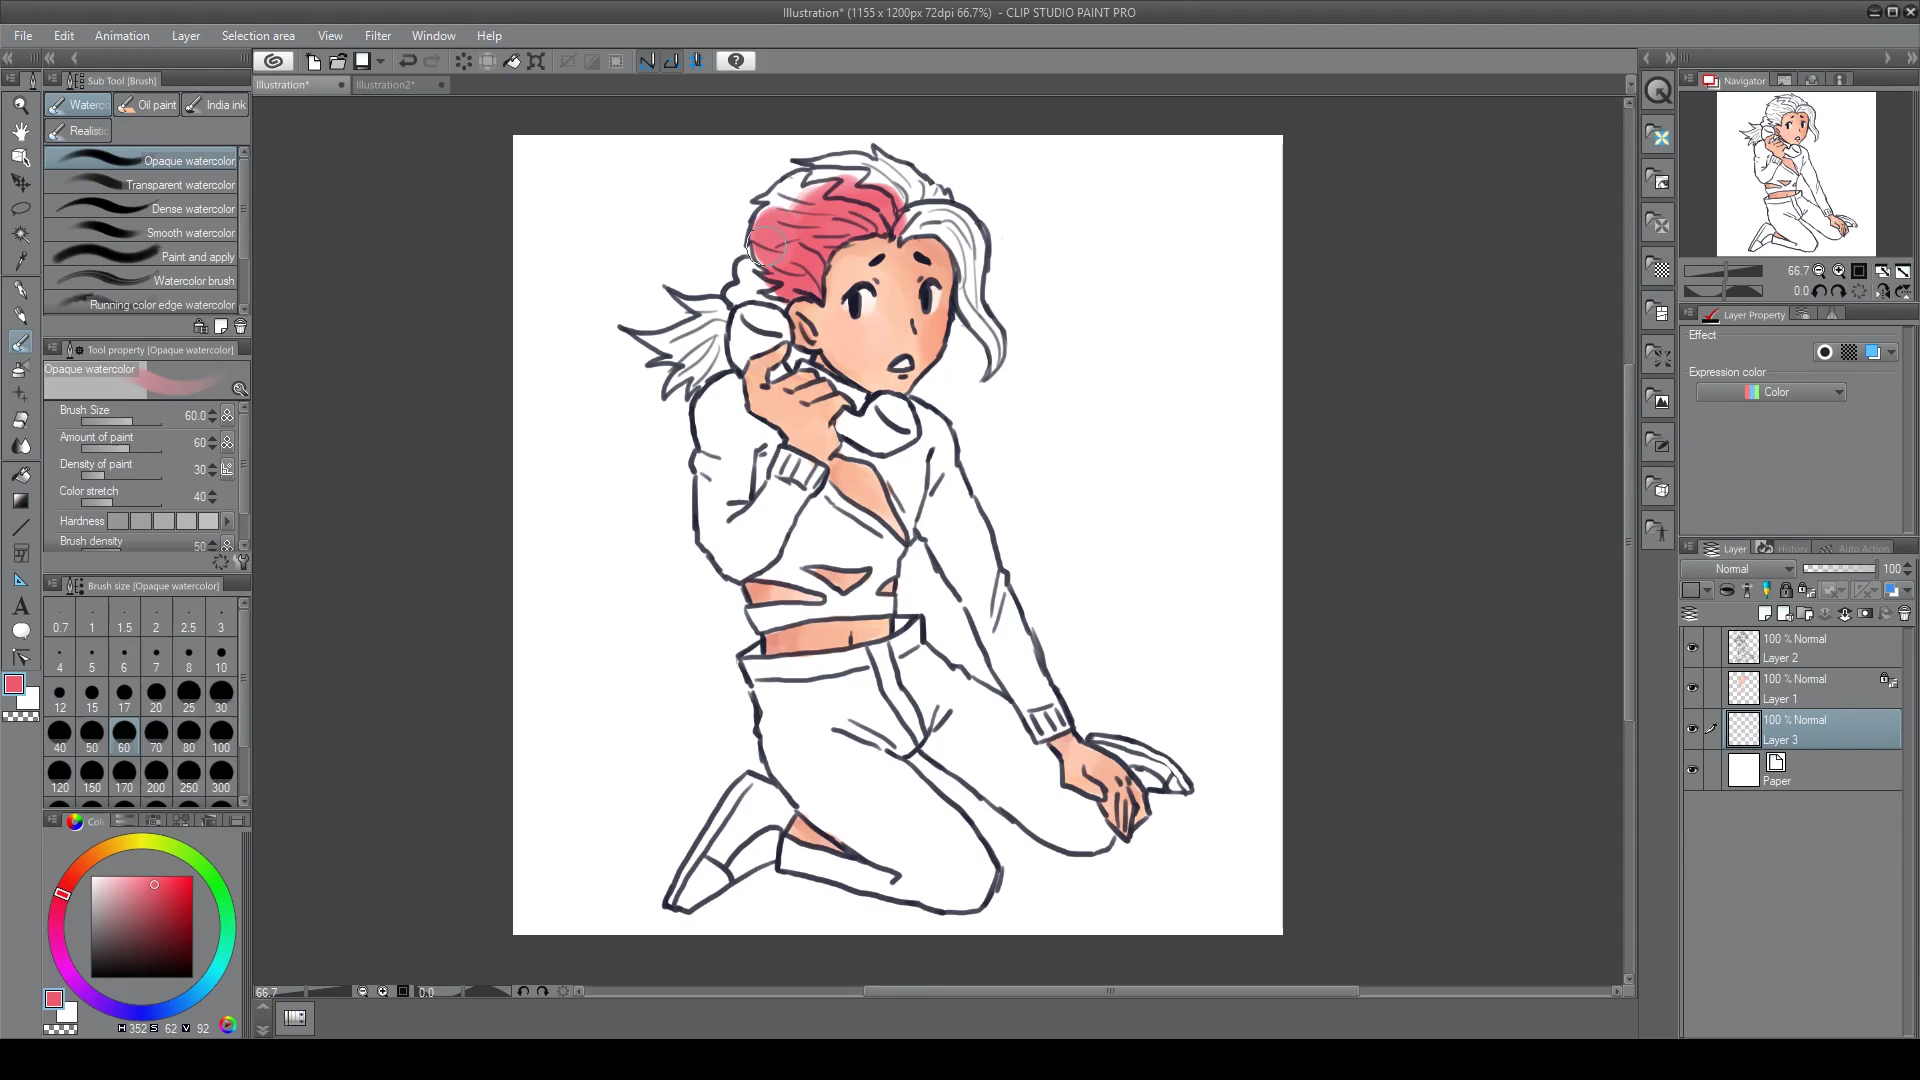 Illustration* (1155 x 1200px 72dpi 66.7%)  - CLIP STUDIO PAINT PRO
File Edit Animation Layer Selection area View Filter Window Help
Sub Tool [Brush]
Illustration* Illustration2*
Waterco Oil paint India ink
Realistic
Opaque watercolor
Transparent watercolor
Dense watercolor
Smooth watercolor
Paint and apply
Watercolor brush
Running color edge watercolor
Tool property [Opaque watercolor]
Opaque watercolor
Brush Size 60.0
Amount of paint 60
Density of paint 30
Color stretch 40
Hardness
Brush density 50
Brush size [Opaque watercolor]
0.7 1 1.5 2 2.5 3
4 5 6 7 8 10
12 15 17 20 25 30
40 50 60 70 80 100
120 150 170 200 250 300
Col
H 352 S 62 V 92
66.7 0.0
Navigator
66.7
0.0
Layer Property
Effect
Expression color
Color
Layer History Auto Action
Normal 100
100 % Normal
Layer 2
100 % Normal
Layer 1
100 % Normal
Layer 3
Paper